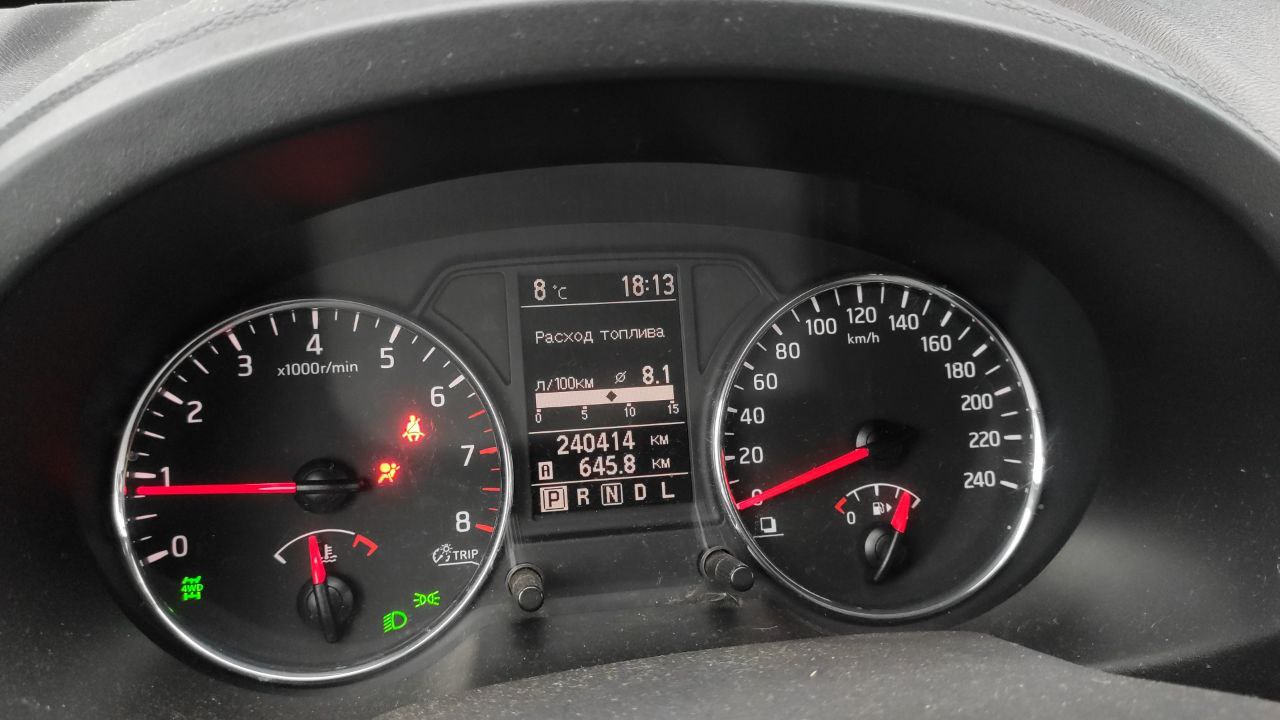 8 °C 18:13
Расход топлива
л/100км ⌀ 8.1
0 5 10 15
240414 км
A 645.8 км
P R N D L
0 1 2 3 4 5 6 7 8
x1000r/min
4WD
TRIP
0 20 40 60 80 100 120 140 160 180 200 220 240
km/h
0